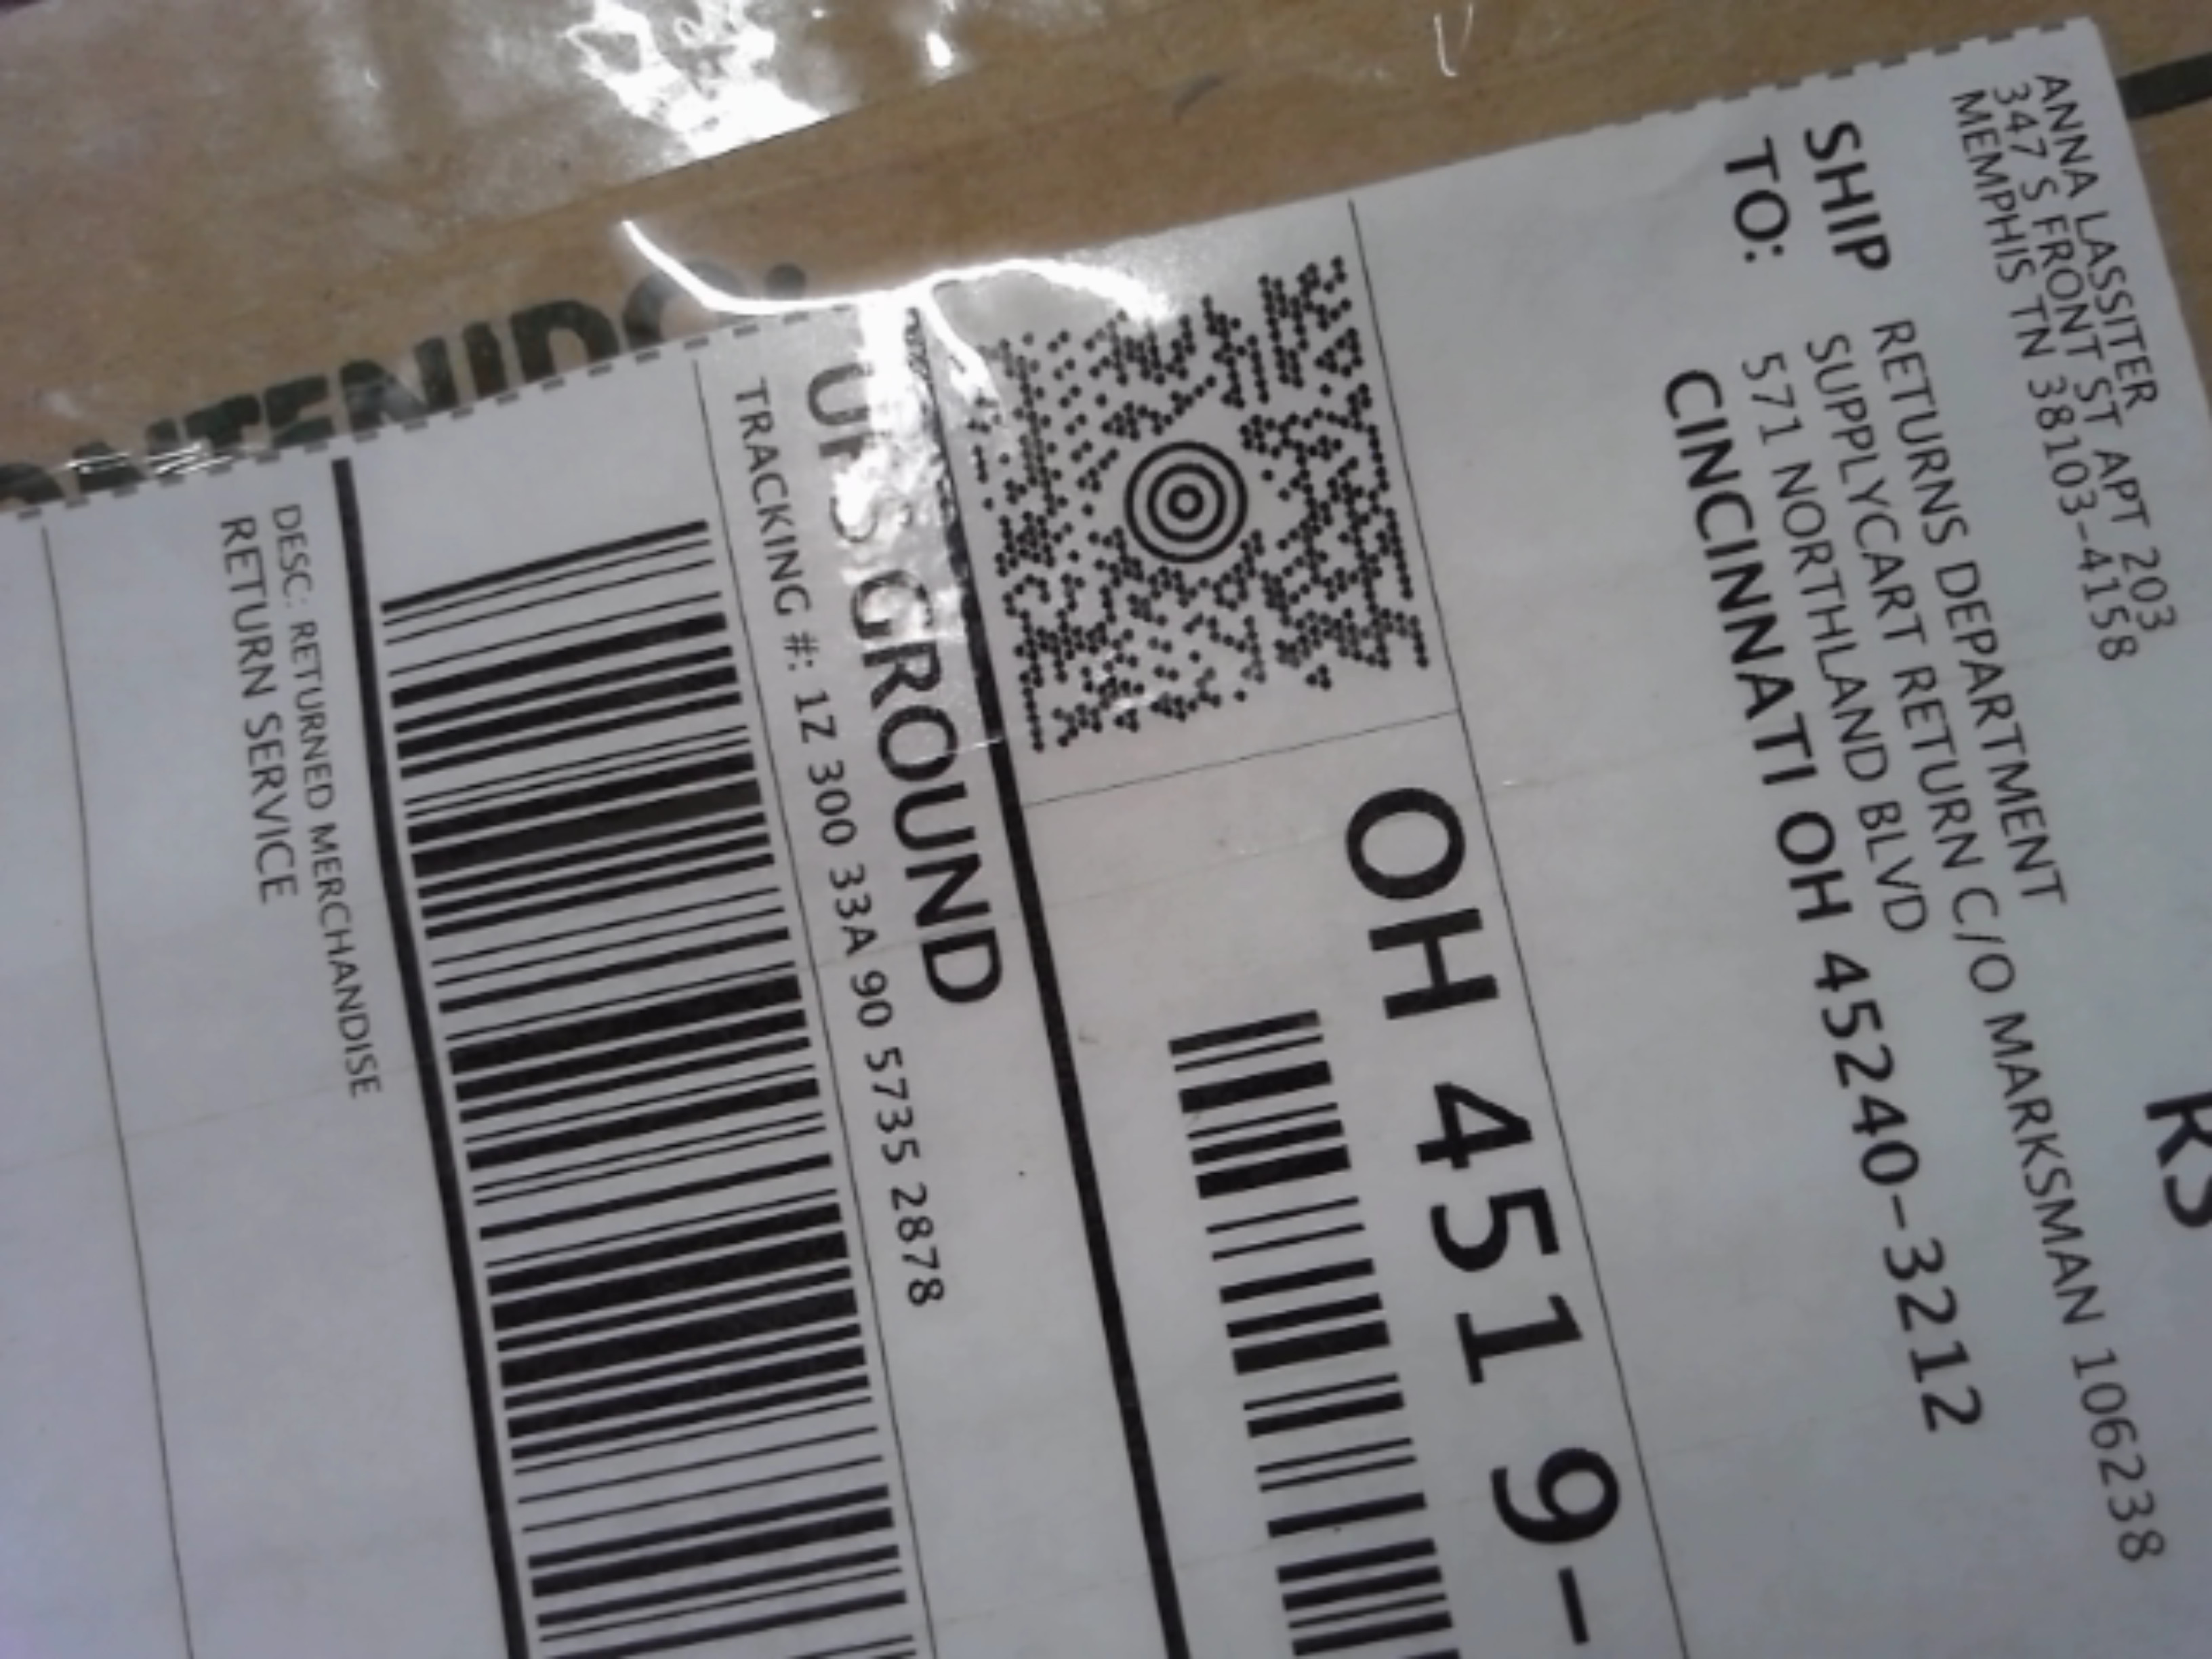 ANNA LASSITER
347 S FRONT ST APT 203
MEMPHIS TN 38103-4158
RS
SHIP
TO:
RETURNS DEPARTMENT
SUPPLYCART RETURN C/O MARKSMAN 106238
571 NORTHLAND BLVD
CINCINNATI OH 45240-3212
OH 451 9-
UPS GROUND
TRACKING #: 1Z 300 33A 90 5735 2878
DESC: RETURNED MERCHANDISE
RETURN SERVICE